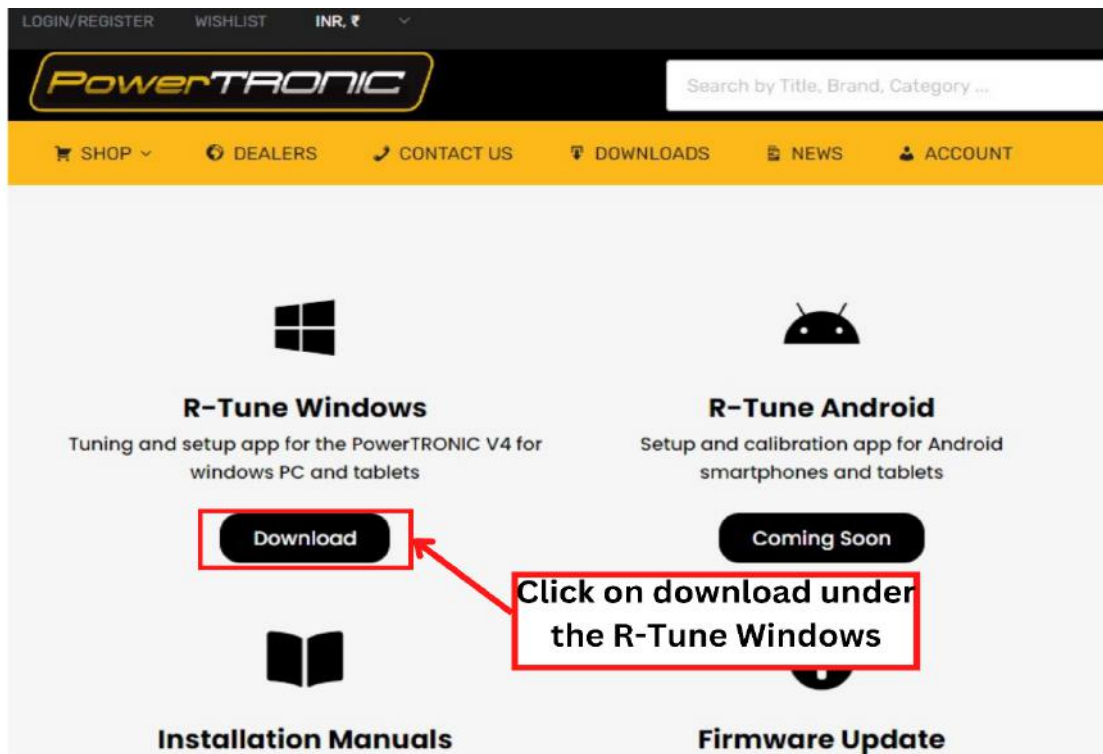 LOGIN/REGISTER WISHLIST INR, ₹
PowerTRONIC
Search by Title, Brand, Category ...
SHOP DEALERS CONTACT US DOWNLOADS NEWS ACCOUNT
R-Tune Windows
Tuning and setup app for the PowerTRONIC V4 for
windows PC and tablets
Download
R-Tune Android
Setup and calibration app for Android
smartphones and tablets
Coming Soon
Click on download under
the R-Tune Windows
Installation Manuals
Firmware Update